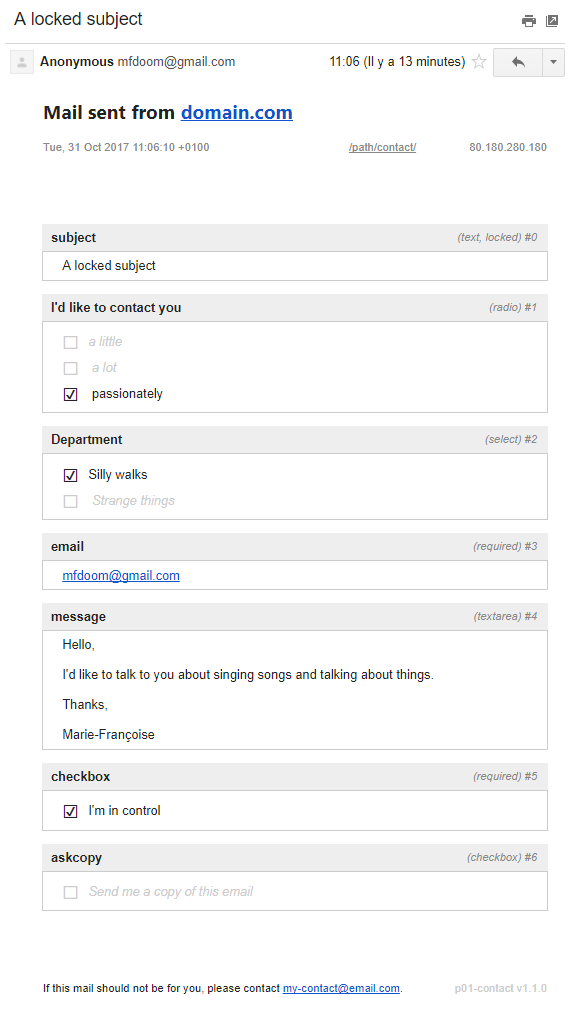 A locked subject
Anonymous mfdoom@gmail.com 11:06 (Il y a 13 minutes)
Mail sent from domain.com
Tue, 31 Oct 2017 11:06:10 +0100 /path/contact/ 80.180.280.180
subject (text, locked) #0
A locked subject
I'd like to contact you (radio) #1
a little
a lot
passionately
Department (select) #2
Silly walks
Strange things
email (required) #3
mfdoom@gmail.com
message (textarea) #4
Hello,
I'd like to talk to you about singing songs and talking about things.
Thanks,
Marie-Françoise
checkbox (required) #5
I'm in control
askcopy (checkbox) #6
Send me a copy of this email
If this mail should not be for you, please contact my-contact@email.com. p01-contact v1.1.0